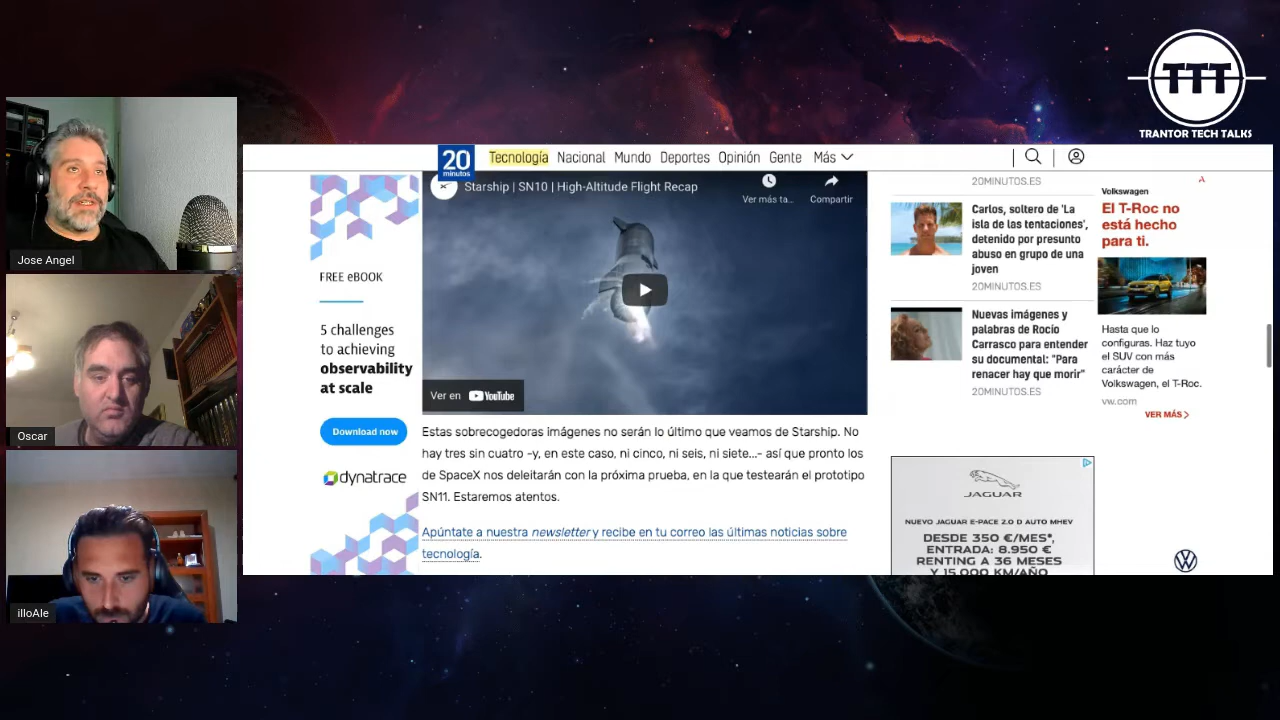 TTT
TRANTOR TECH TALKS
Jose Angel
Oscar
illoAle
20
minutos
Tecnología Nacional Mundo Deportes Opinión Gente Más
FREE eBOOK
5 challenges
to achieving
observability
at scale
Download now
dynatrace
Starship | SN10 | High-Altitude Flight Recap
Ver más ta...
Compartir
Ver en YouTube
Estas sobrecogedoras imágenes no serán lo último que veamos de Starship. No
hay tres sin cuatro -y, en este caso, ni cinco, ni seis, ni siete...- así que pronto los
de SpaceX nos deleitarán con la próxima prueba, en la que testearán el prototipo
SN11. Estaremos atentos.
Apúntate a nuestra newsletter y recibe en tu correo las últimas noticias sobre
tecnología.
20MINUTOS.ES
Carlos, soltero de 'La
isla de las tentaciones',
detenido por presunto
abuso en grupo de una
joven
20MINUTOS.ES
Nuevas imágenes y
palabras de Rocío
Carrasco para entender
su documental: "Para
renacer hay que morir"
20MINUTOS.ES
JAGUAR
NUEVO JAGUAR E-PACE 2.0 D AUTO MHEV
DESDE 350 €/MES*,
ENTRADA: 8.950 €
RENTING A 36 MESES
Y 15.000 KM/AÑO
Volkswagen
El T-Roc no
está hecho
para ti.
Hasta que lo
configuras. Haz tuyo
el SUV con más
carácter de
Volkswagen, el T-Roc.
vw.com
VER MÁS